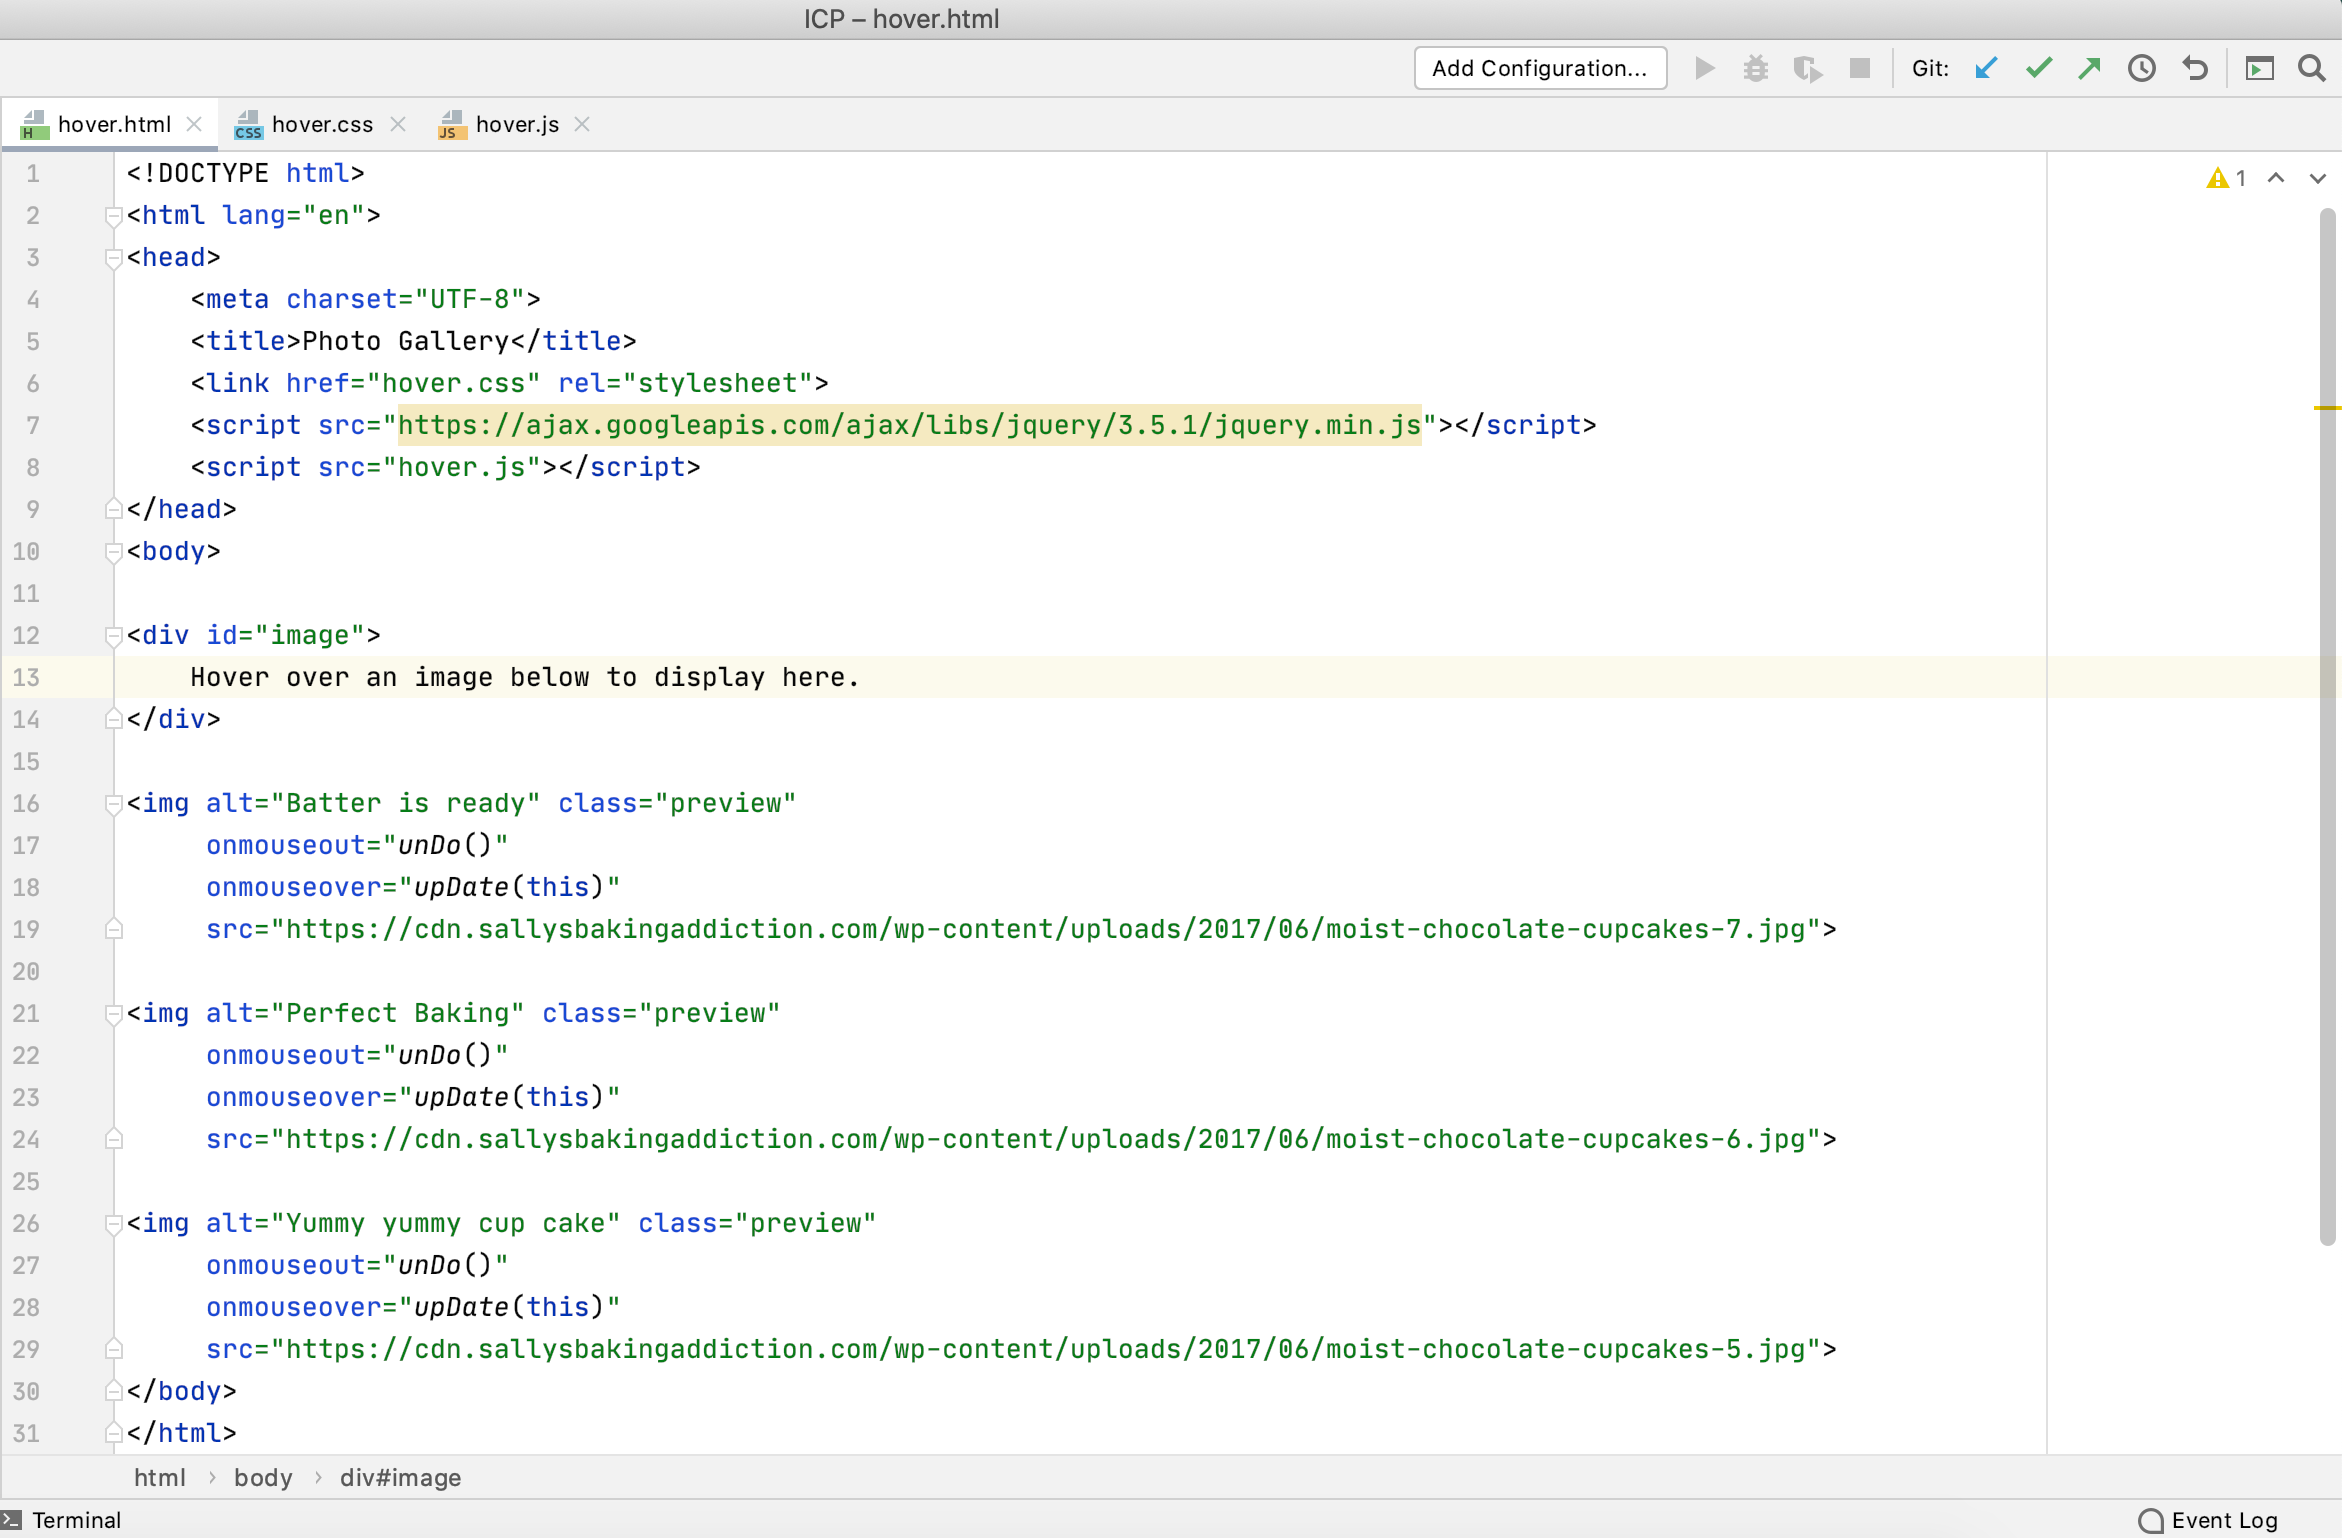 ICP – hover.html
Add Configuration... Git:
hover.html hover.css hover.js
1 <!DOCTYPE html>
2 <html lang="en">
3 <head>
4 <meta charset="UTF-8">
5 <title>Photo Gallery</title>
6 <link href="hover.css" rel="stylesheet">
7 <script src="https://ajax.googleapis.com/ajax/libs/jquery/3.5.1/jquery.min.js"></script>
8 <script src="hover.js"></script>
9 </head>
10 <body>
11
12 <div id="image">
13 Hover over an image below to display here.
14 </div>
15
16 <img alt="Batter is ready" class="preview"
17 onmouseout="unDo()"
18 onmouseover="upDate(this)"
19 src="https://cdn.sallysbakingaddiction.com/wp-content/uploads/2017/06/moist-chocolate-cupcakes-7.jpg">
20
21 <img alt="Perfect Baking" class="preview"
22 onmouseout="unDo()"
23 onmouseover="upDate(this)"
24 src="https://cdn.sallysbakingaddiction.com/wp-content/uploads/2017/06/moist-chocolate-cupcakes-6.jpg">
25
26 <img alt="Yummy yummy cup cake" class="preview"
27 onmouseout="unDo()"
28 onmouseover="upDate(this)"
29 src="https://cdn.sallysbakingaddiction.com/wp-content/uploads/2017/06/moist-chocolate-cupcakes-5.jpg">
30 </body>
31 </html>
1
html › body › div#image
Terminal Event Log